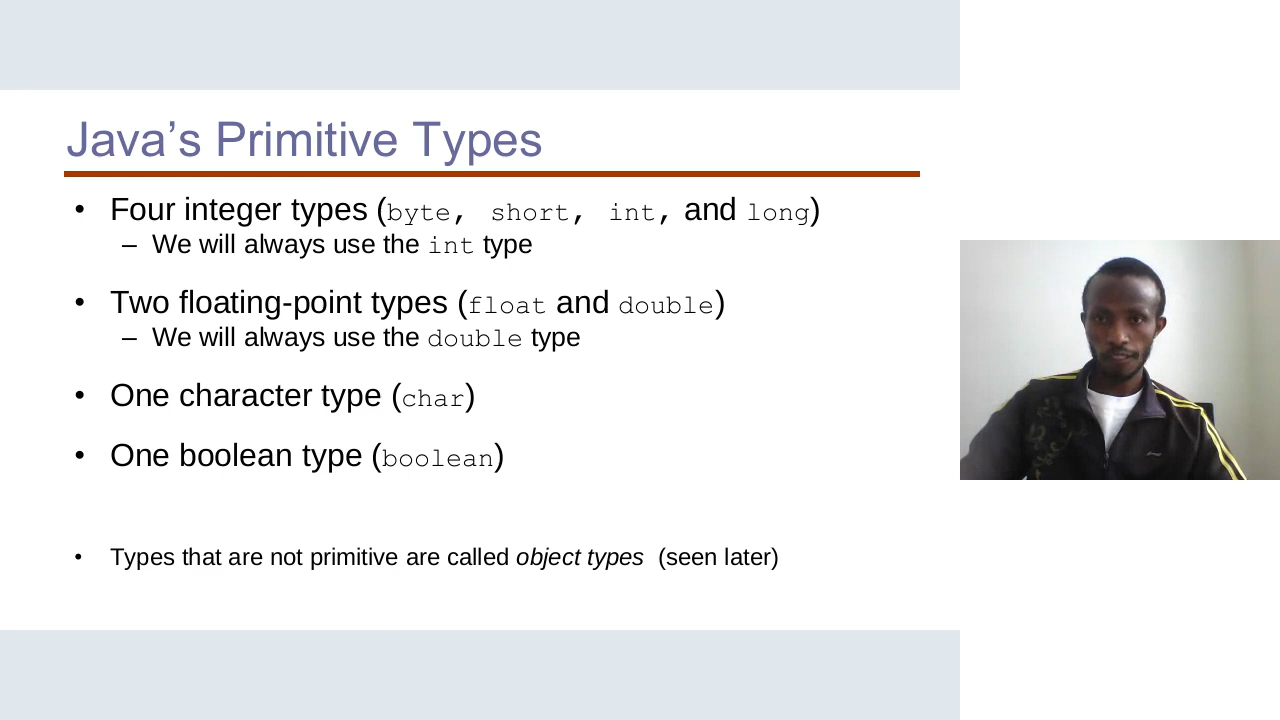 Java’s Primitive Types
• Four integer types (byte, short, int, and long)
– We will always use the int type
• Two floating-point types (float and double)
– We will always use the double type
• One character type (char)
• One boolean type (boolean)
• Types that are not primitive are called object types (seen later)